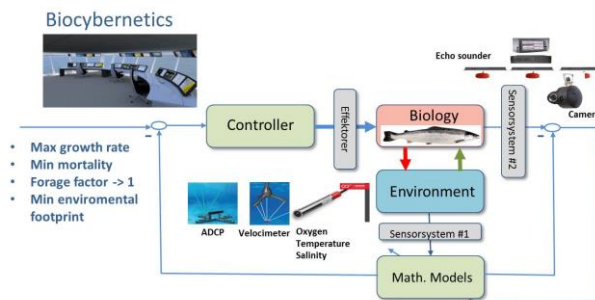 Biocybernetics
Echo sounder
Camer
Controller
Effektorer
Biology
Sensorsystem #2
• Max growth rate
• Min mortality
• Forage factor -> 1
• Min enviromental
footprint
Environment
ADCP
Velocimeter
Oxygen
Temperature
Salinity
Sensorsystem #1
Math. Models